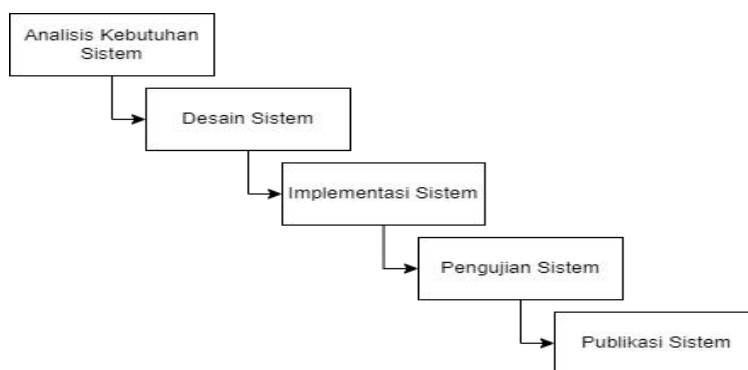 Analisis Kebutuhan
Sistem
Desain Sistem
Implementasi Sistem
Pengujian Sistem
Publikasi Sistem